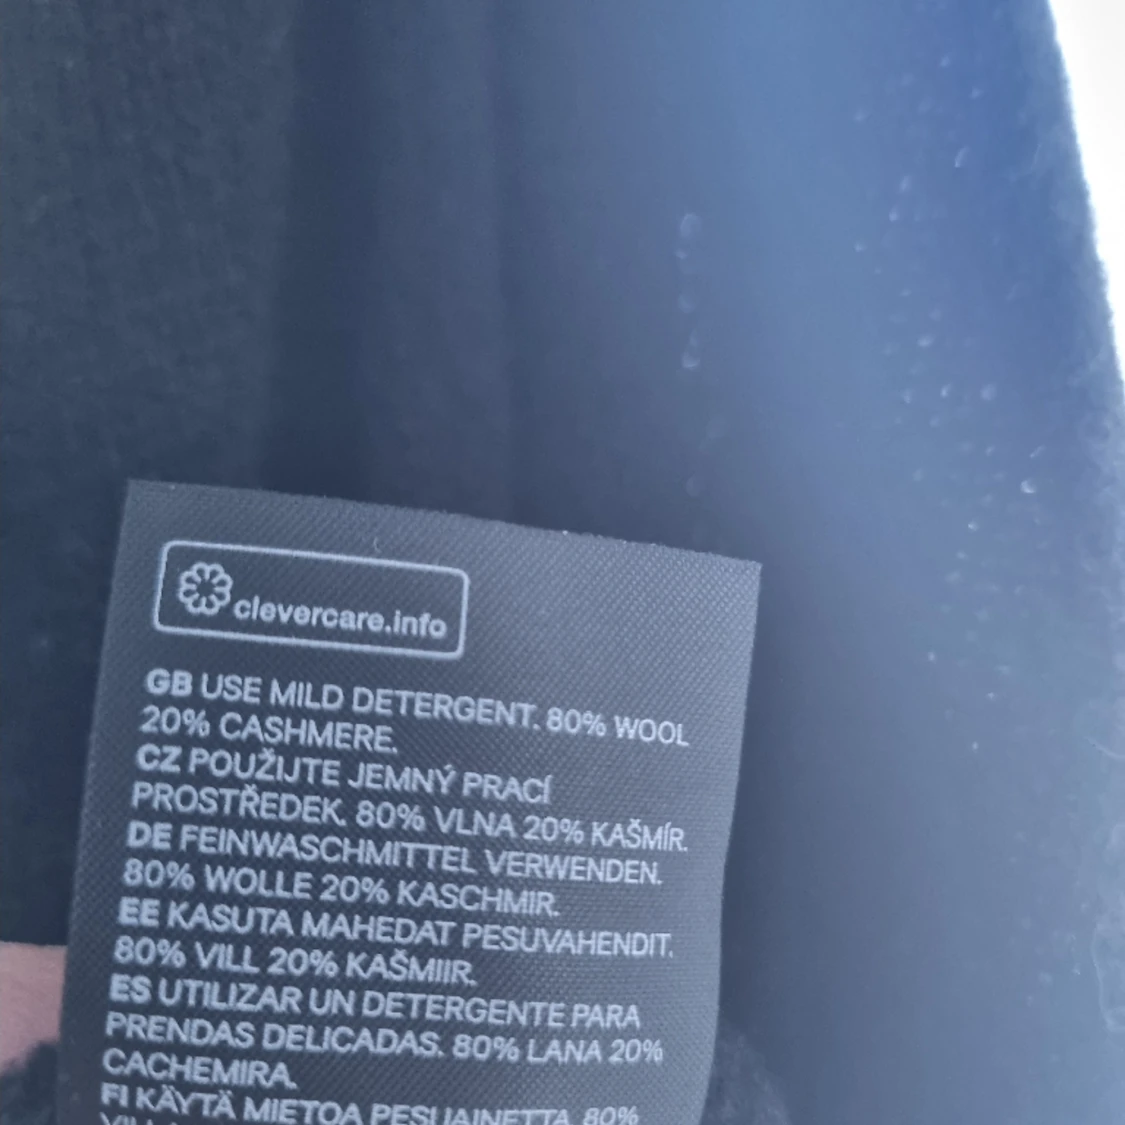 clevercare.info
GB USE MILD DETERGENT. 80% WOOL
20% CASHMERE.
CZ POUŽIJTE JEMNÝ PRACÍ
PROSTŘEDEK. 80% VLNA 20% KAŠMÍR.
DE FEINWASCHMITTEL VERWENDEN.
80% WOLLE 20% KASCHMIR.
EE KASUTA MAHEDAT PESUVAHENDIT.
80% VILL 20% KAŠMIIR.
ES UTILIZAR UN DETERGENTE PARA
PRENDAS DELICADAS. 80% LANA 20%
CACHEMIRA.
FI KÄYTÄ MIETOA PESUAINETTA. 80%